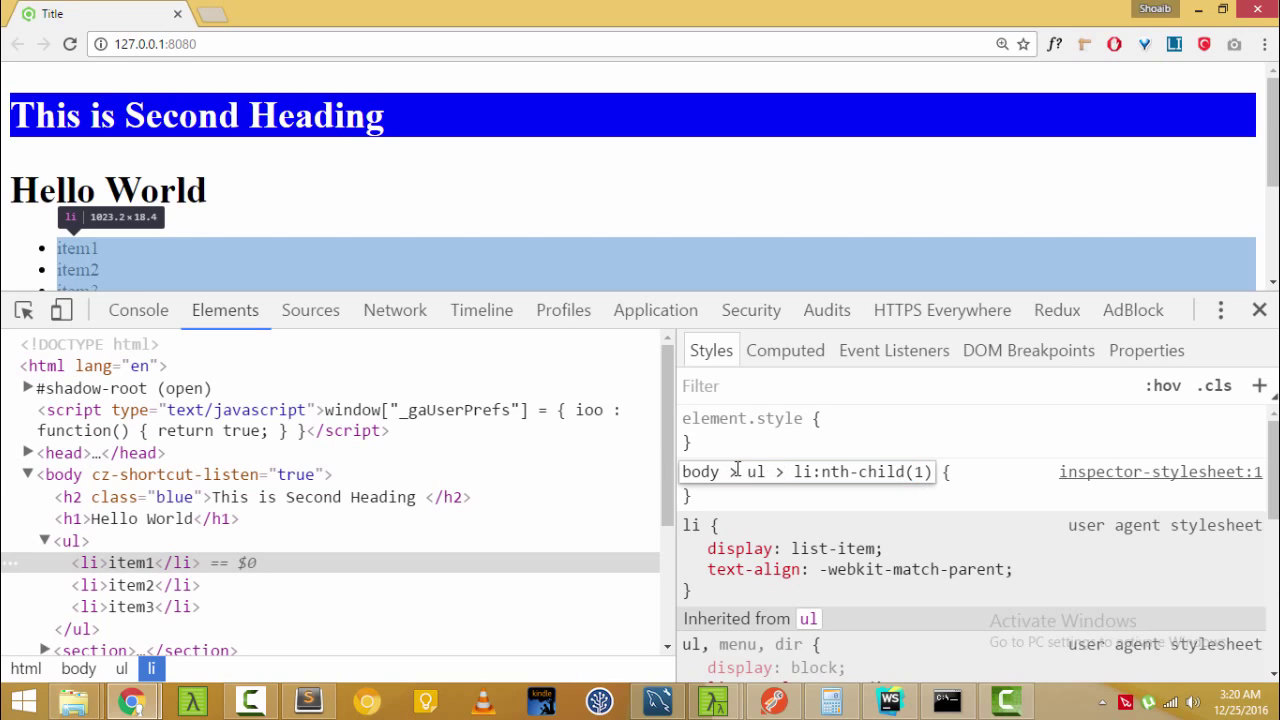 Title
Shoaib
127.0.0.1:8080
f?
LI
This is Second Heading
Hello World
li 1023.2×18.4
item1
item2
Console Elements Sources Network Timeline Profiles Application Security Audits HTTPS Everywhere Redux AdBlock
<!DOCTYPE html>
<html lang="en">
#shadow-root (open)
<script type="text/javascript">window["_gaUserPrefs"] = { ioo :
function() { return true; } }</script>
<head>…</head>
<body cz-shortcut-listen="true">
<h2 class="blue">This is Second Heading </h2>
<h1>Hello World</h1>
<ul>
<li>item1</li> == $0
<li>item2</li>
<li>item3</li>
</ul>
<section>…</section>
html body ul li
Styles Computed Event Listeners DOM Breakpoints Properties
Filter :hov .cls +
element.style {
}
body > ul > li:nth-child(1) { inspector-stylesheet:1
}
li { user agent stylesheet
display: list-item;
text-align: -webkit-match-parent;
}
Inherited from ul
ul, menu, dir { user agent stylesheet
display: block;
Activate Windows
Go to PC settings to activate Windows.
kindle
WS
3:20 AM
12/25/2016